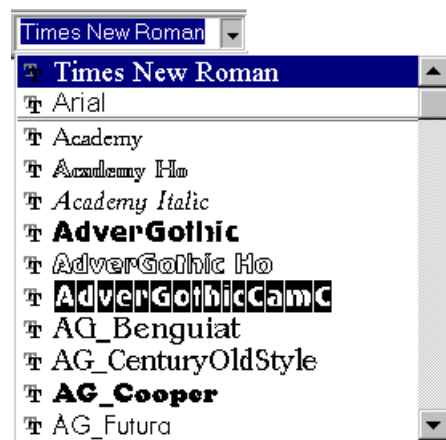 Times New Roman
Times New Roman
Arial
Academy
Academy Ho
Academy Italic
AdverGothic
AdverGothic Ho
AdverGothicCamC
AG_Benguiat
AG_CenturyOldStyle
AG_Cooper
AG_Futura